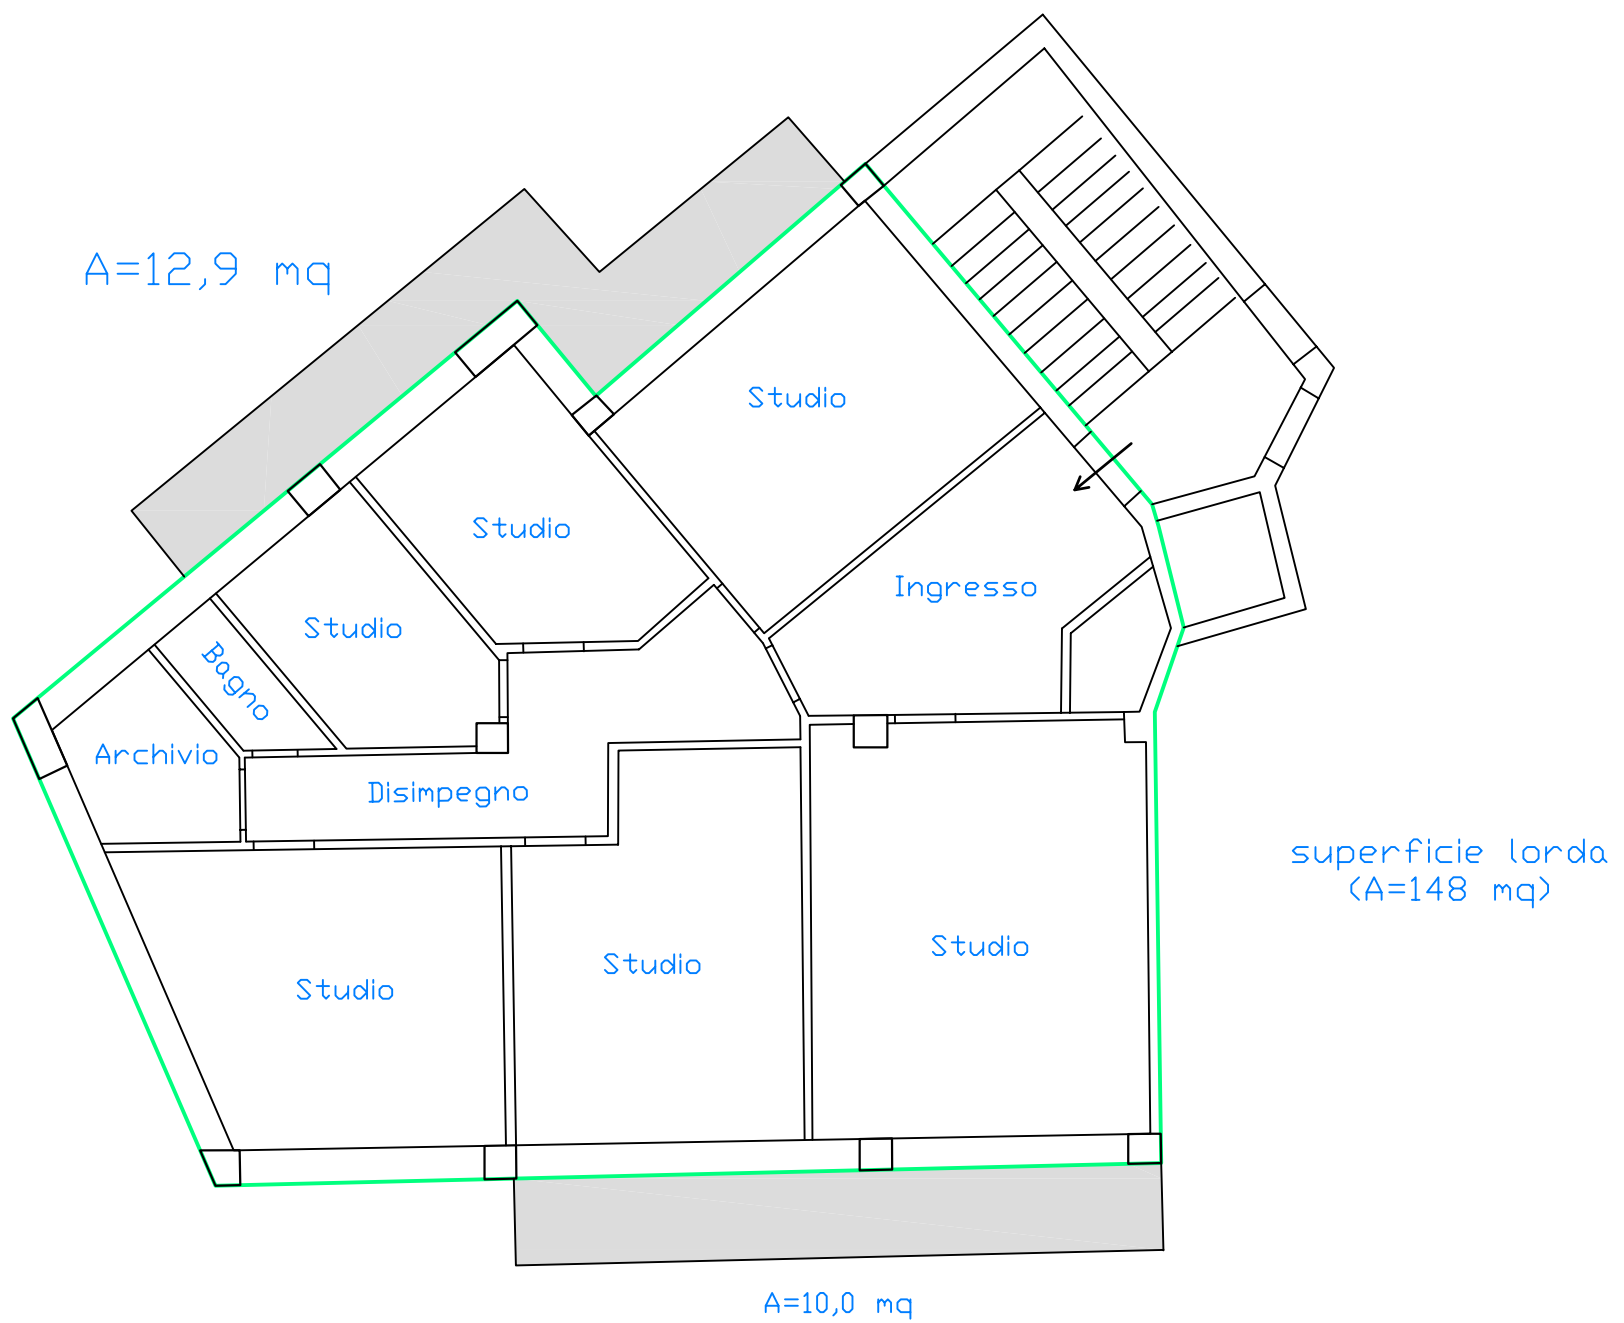 A=12,9 mq
Studio
Studio
Ingresso
Studio
Bagno
Archivio
Disimpegno
superficie lorda
(A=148 mq)
Studio
Studio
Studio
A=10,0 mq